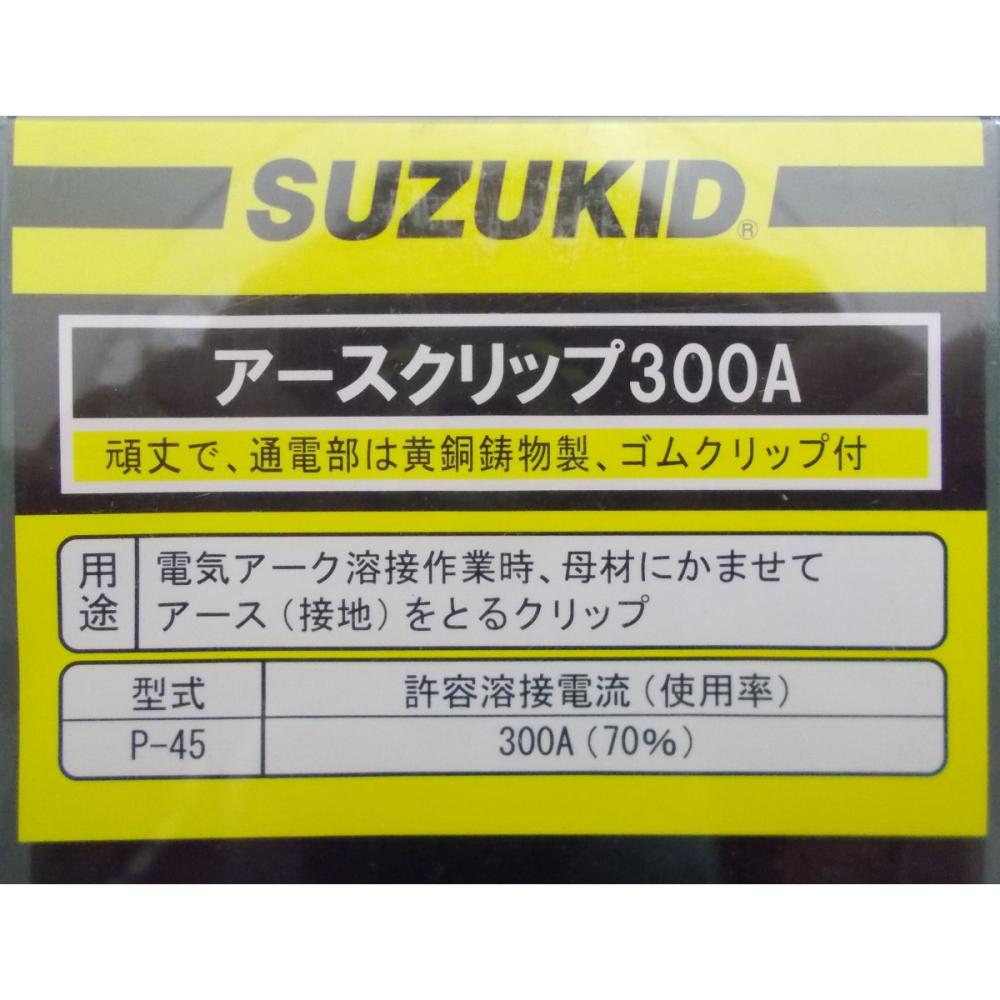 SUZUKID®
アースクリップ300A
頑丈で、通電部は黄銅鋳物製、ゴムクリップ付
用途
電気アーク溶接作業時、母材にかませて
アース(接地)をとるクリップ
型式 許容溶接電流(使用率)
P-45 300A(70%)